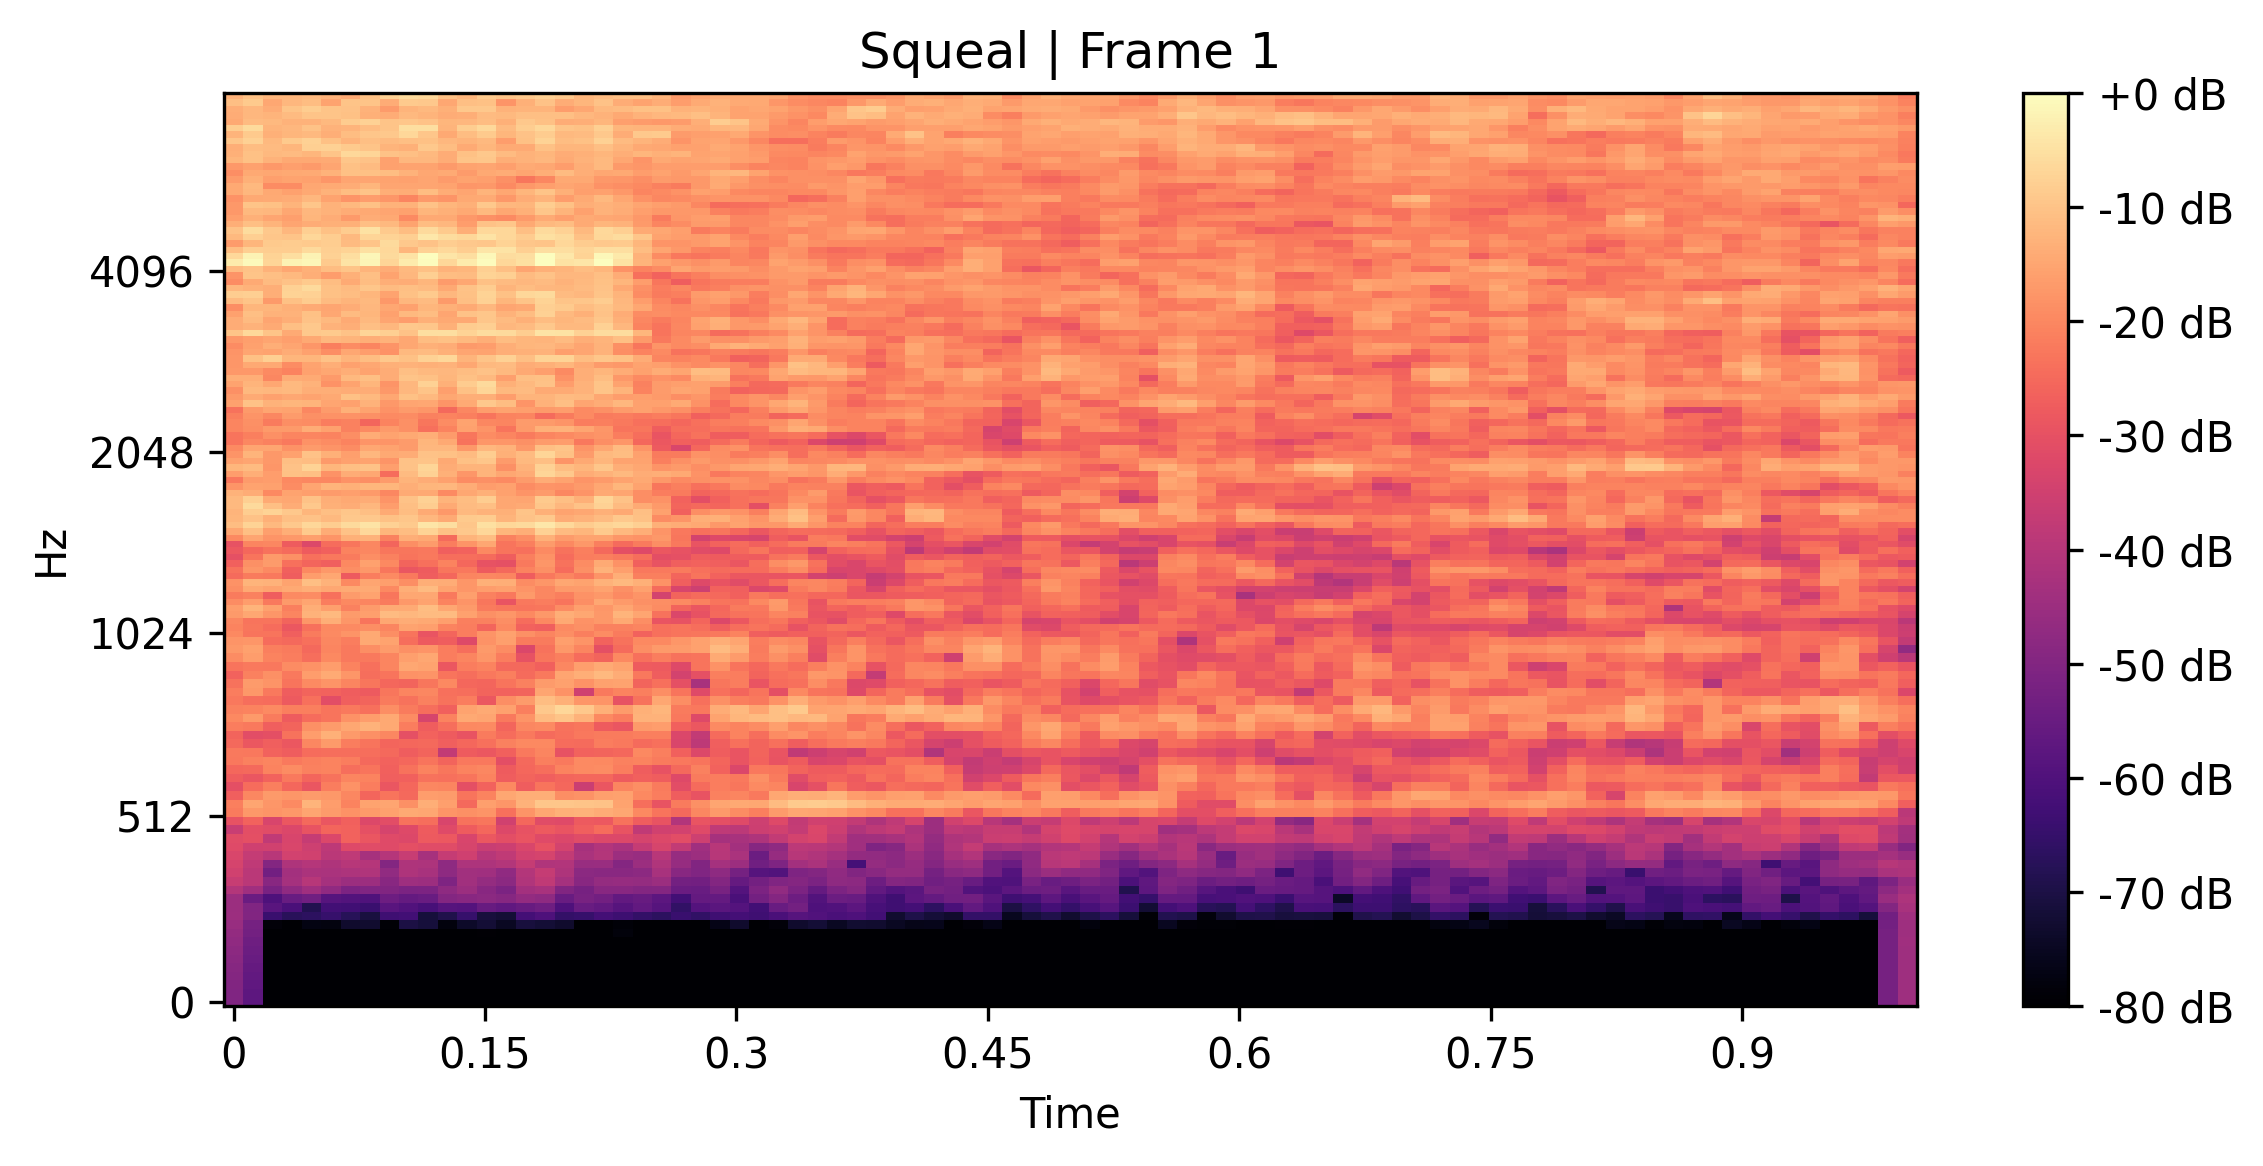 Squeal | Frame 1
+0 dB
-10 dB
-20 dB
-30 dB
-40 dB
-50 dB
-60 dB
-70 dB
-80 dB
Hz
4096
2048
1024
512
0
0 0.15 0.3 0.45 0.6 0.75 0.9
Time